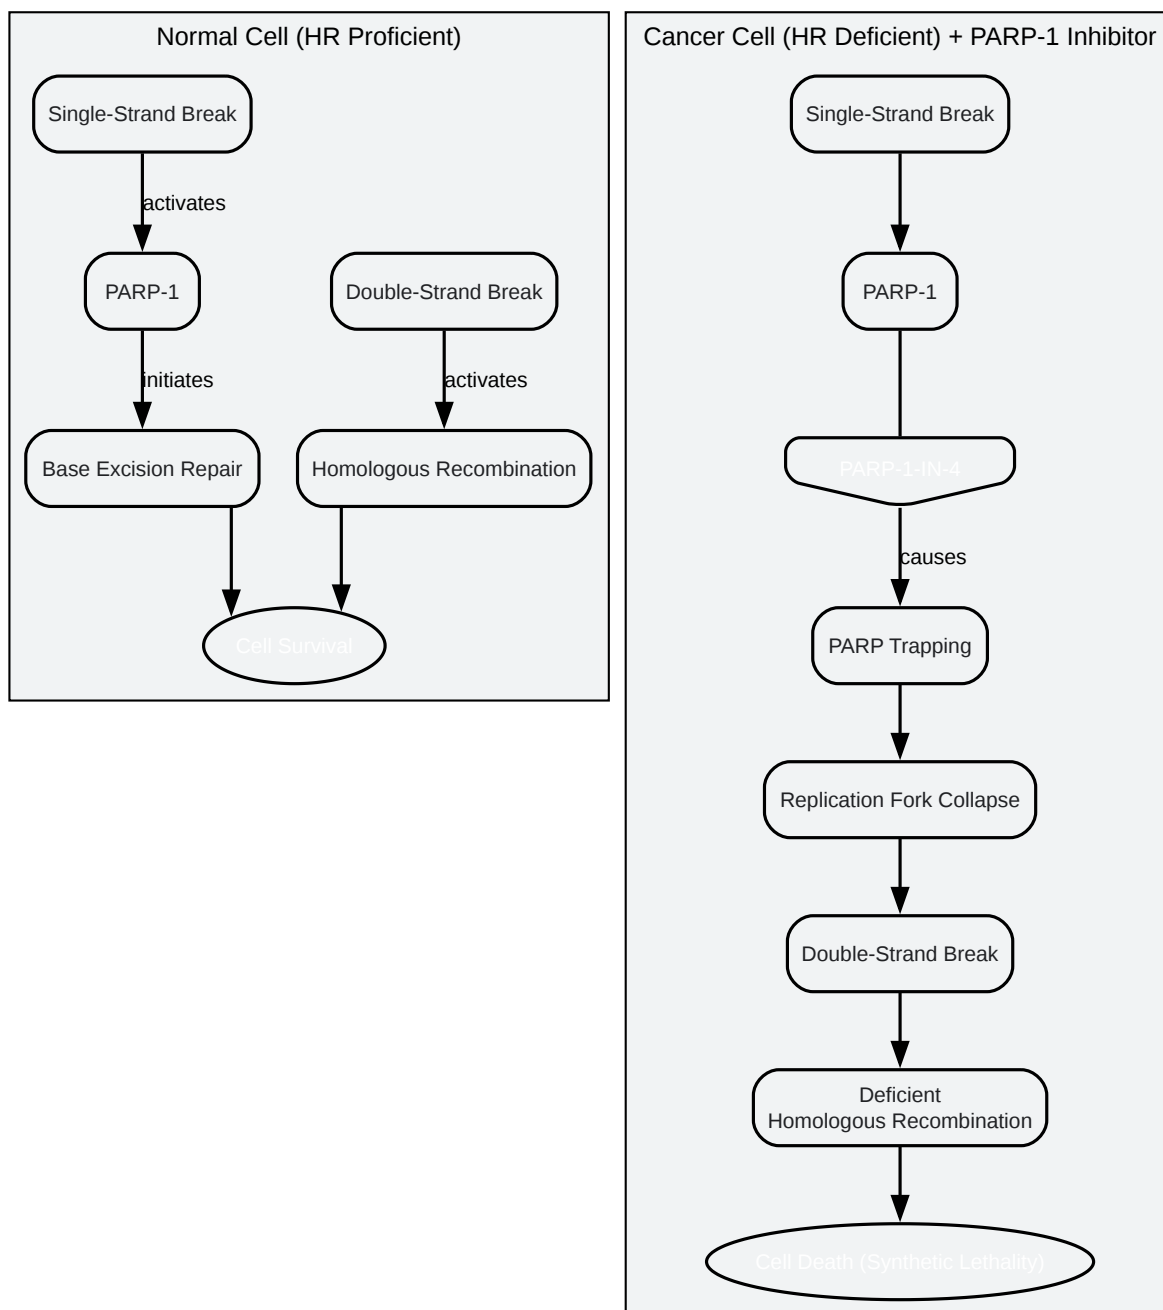 Normal Cell (HR Proficient)
Single-Strand Break
activates
PARP-1
Double-Strand Break
initiates
activates
Base Excision Repair
Homologous Recombination
Cell Survival
Cancer Cell (HR Deficient) + PARP-1 Inhibitor
Single-Strand Break
PARP-1
PARP-1-IN-4
causes
PARP Trapping
Replication Fork Collapse
Double-Strand Break
Deficient
Homologous Recombination
Cell Death (Synthetic Lethality)